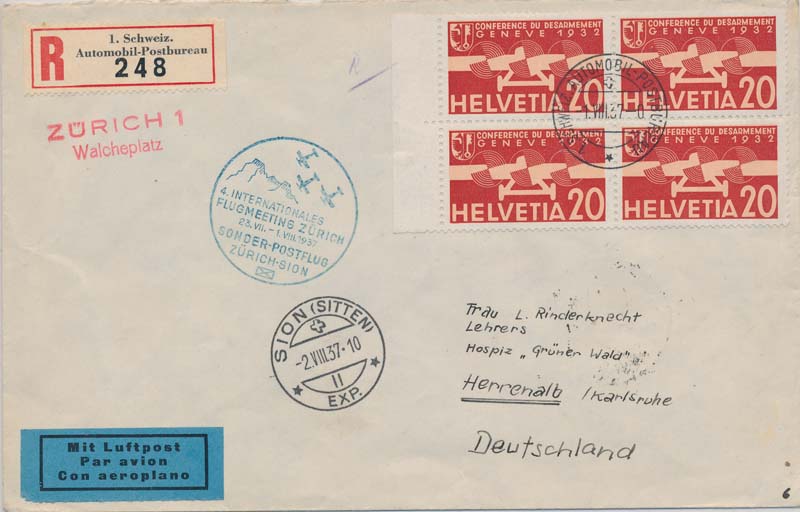 1. Schweiz.
Automobil-Postbureau
R
248
ZÜRICH 1
Walcheplatz
R
4. INTERNATIONALES
FLUGMEETING ZÜRICH
23. VII. - 1. VIII. 1937
SONDER-POSTFLUG
ZÜRICH-SION
CONFERENCE DU DESARMEMENT
GENEVE 1932
HELVETIA 20
CONFERENCE DU DESARMEMENT
GENEVE 1932
HELVETIA 20
AUTOMOBIL-POST
1.VIII.37
CONFERENCE DU DESARMEMENT
GENEVE 1932
HELVETIA 20
CONFERENCE DU DESARMEMENT
GENEVE 1932
HELVETIA 20
SION (SITTEN)
-2.VIII.37-10
II
EXP.
Frau L. Rinderknecht
Lehrers
Hospiz „Grüner Wald"
Herrenalb /Karlsruhe
Deutschland
Mit Luftpost
Par avion
Con aeroplano
6